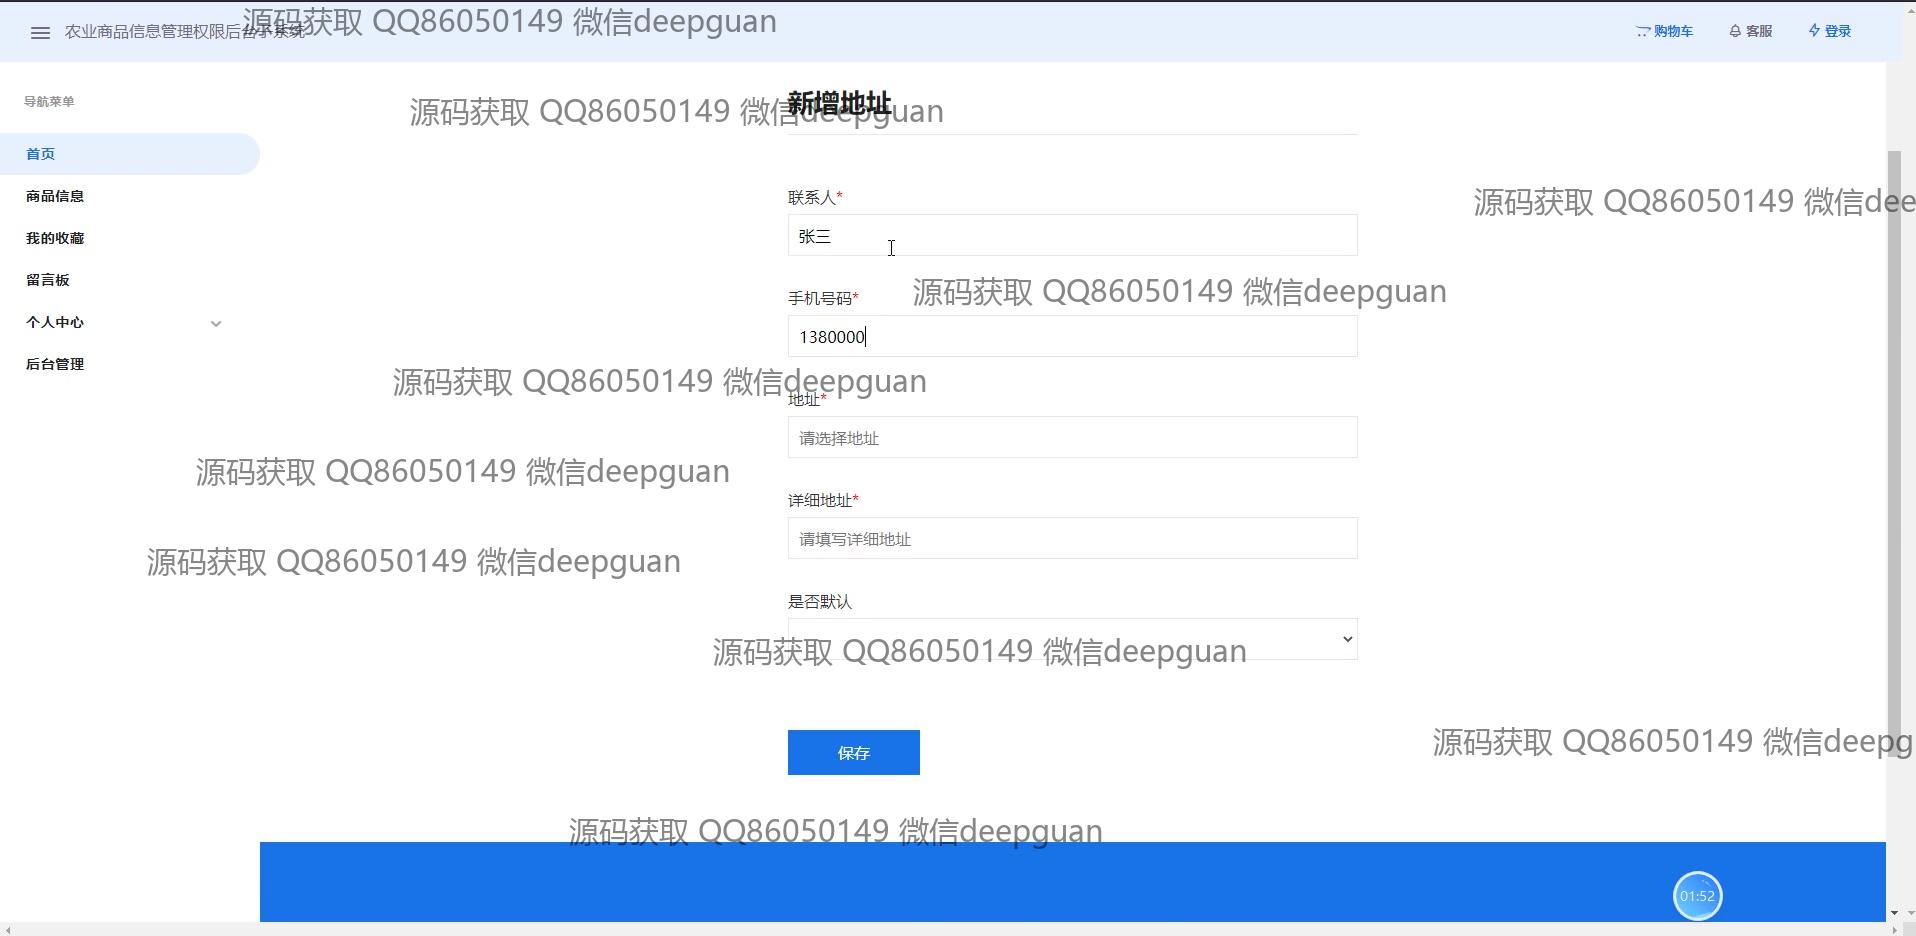 农业商品信息管理权限后台子系统
源码获取 QQ86050149 微信deepguan
购物车
客服
登录
导航菜单
新增地址
源码获取 QQ86050149 微信deepguan
首页
商品信息
联系人*
源码获取 QQ86050149 微信dee
我的收藏
张三
留言板
手机号码*
源码获取 QQ86050149 微信deepguan
个人中心
1380000
后台管理
源码获取 QQ86050149 微信deepguan
地址*
请选择地址
源码获取 QQ86050149 微信deepguan
详细地址*
请填写详细地址
源码获取 QQ86050149 微信deepguan
是否默认
源码获取 QQ86050149 微信deepguan
保存
源码获取 QQ86050149 微信deepg
源码获取 QQ86050149 微信deepguan
01:52